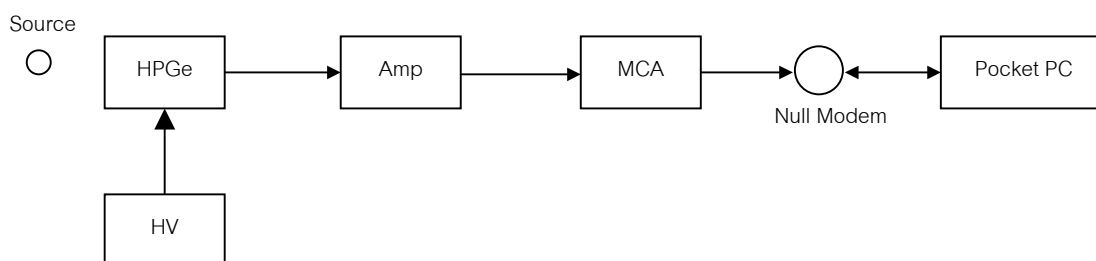 Source
HPGe
Amp
MCA
Pocket PC
Null Modem
HV